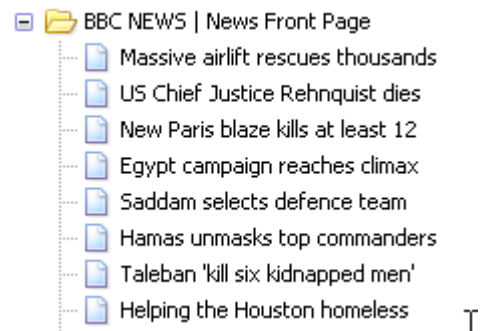 BBC NEWS | News Front Page
Massive airlift rescues thousands
US Chief Justice Rehnquist dies
New Paris blaze kills at least 12
Egypt campaign reaches climax
Saddam selects defence team
Hamas unmasks top commanders
Taleban 'kill six kidnapped men'
Helping the Houston homeless